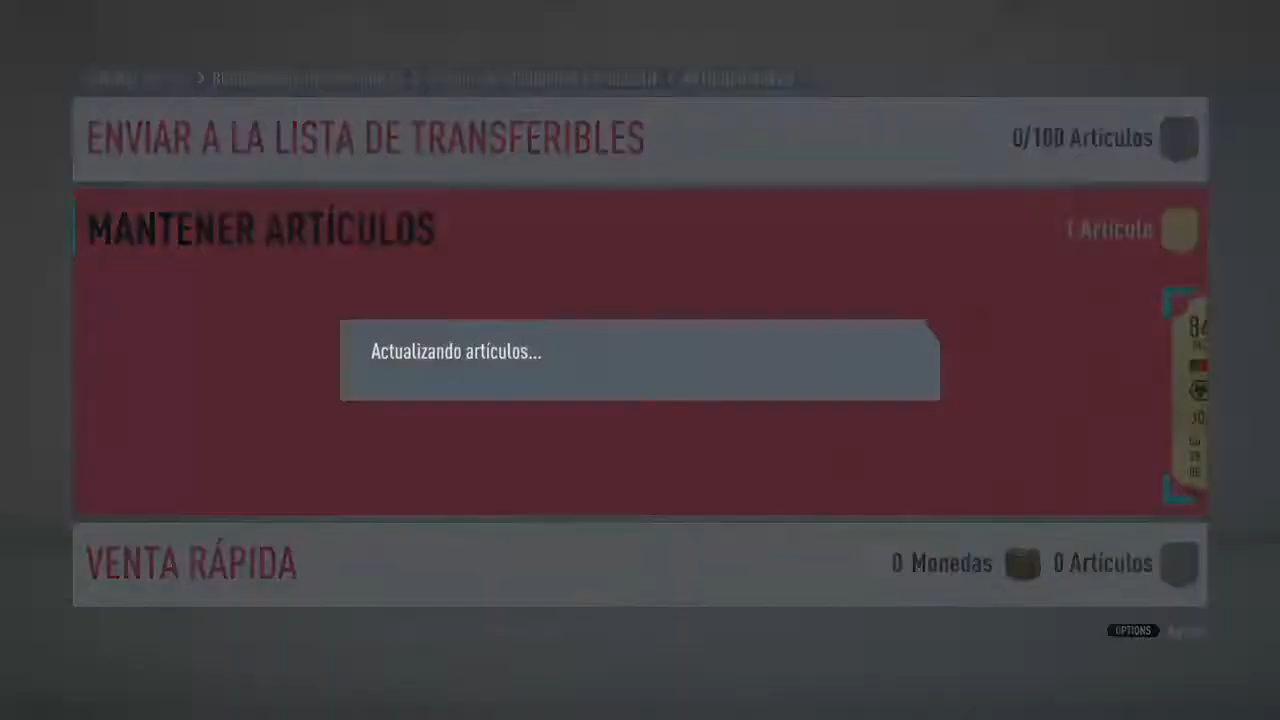 ENVIAR A LA LISTA DE TRANSFERIBLES
0/100 Artículos
MANTENER ARTÍCULOS
1 Artículo
Actualizando artículos...
84
VENTA RÁPIDA
0 Monedas
0 Artículos
OPTIONS